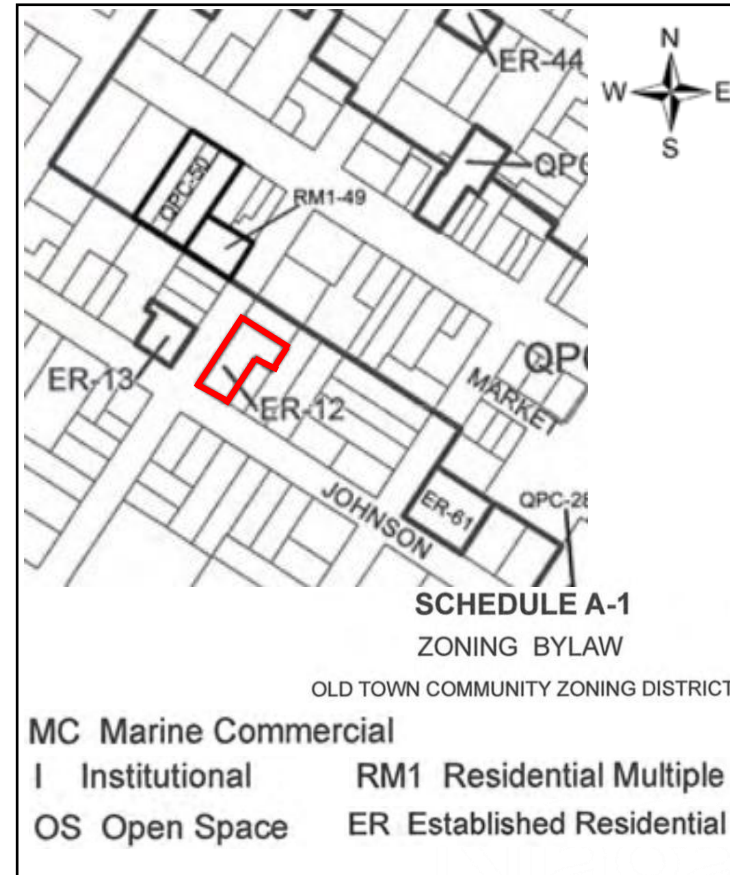 ER-44
N
W E
S
QPC-50
RM1-49
ER-13
ER-12
MARKET
JOHNSON
ER-61
QPC-28
SCHEDULE A-1
ZONING BYLAW
OLD TOWN COMMUNITY ZONING DISTRICT
MC Marine Commercial
I Institutional RM1 Residential Multiple
OS Open Space ER Established Residential